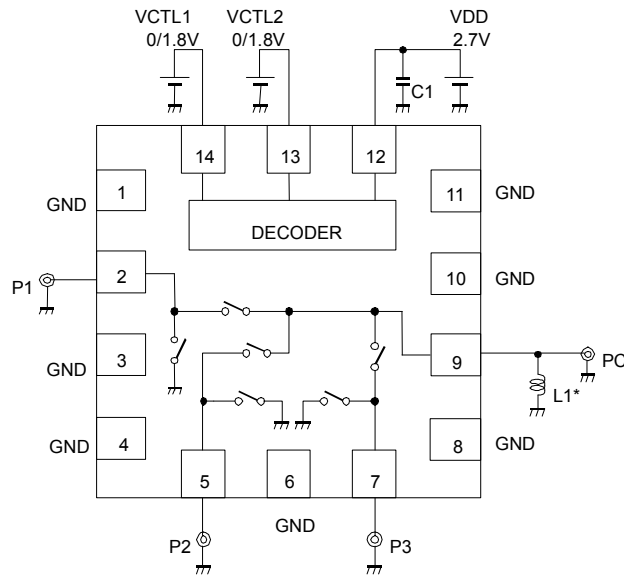 VCTL1 VCTL2 VDD
0/1.8V 0/1.8V 2.7V
C1
14 13 12
1 11
GND GND
DECODER
2 10
P1 GND
3 9
GND PC
L1*
4 8
GND GND
5 6 7
GND
P2 P3